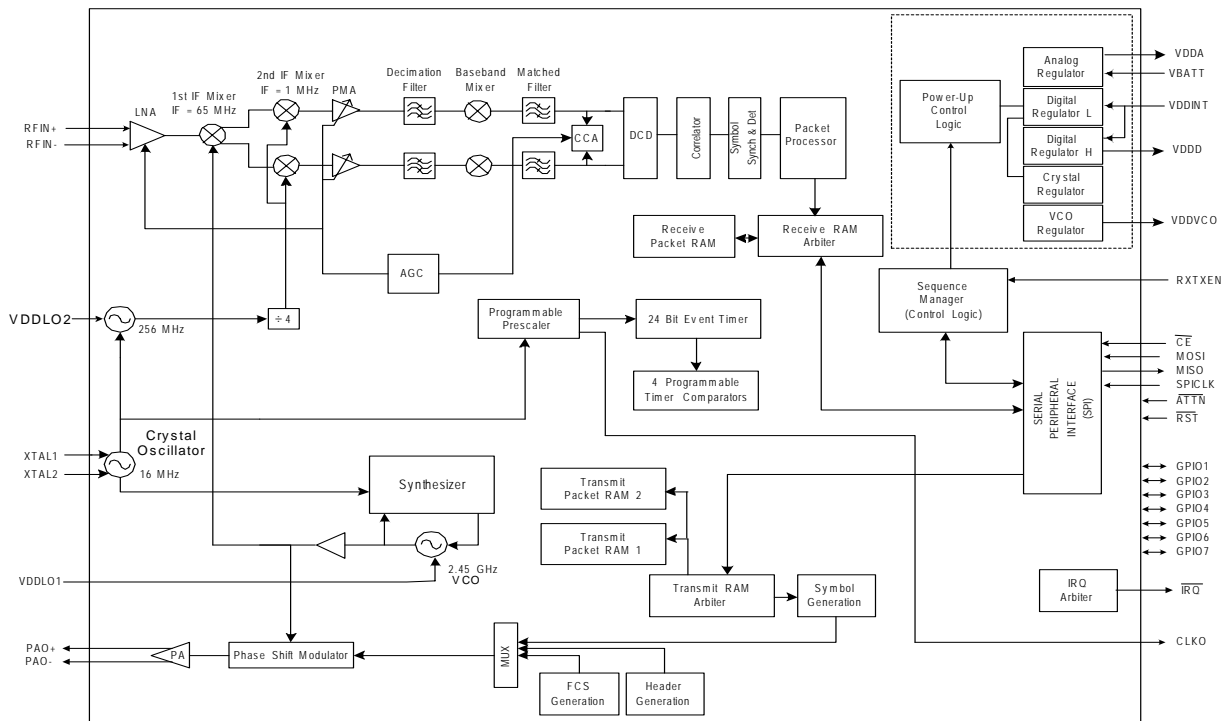 RFIN+
RFIN-
LNA
1st IF Mixer
IF = 65 MHz
2nd IF Mixer
IF = 1 MHz
PMA
Decimation
Filter
Baseband
Mixer
Matched
Filter
CCA
DCD
Correlator
Symbol
Synch & Det
Packet
Processor
Power-Up
Control
Logic
Analog
Regulator
Digital
Regulator L
Digital
Regulator H
Crystal
Regulator
VCO
Regulator
VDDA
VBATT
VDDINT
VDDD
VDDVCO
Receive
Packet RAM
Receive RAM
Arbiter
AGC
Sequence
Manager
(Control Logic)
RXTXEN
VDDLO2
256 MHz
÷4
Programmable
Prescaler
24 Bit Event Timer
4 Programmable
Timer Comparators
SERIAL
PERIPHERAL
INTERFACE
(SPI)
CE
MOSI
MISO
SPICLK
ATTN
RST
XTAL1
XTAL2
Crystal
Oscillator
16 MHz
Synthesizer
2.45 GHz
VCO
VDDLO1
Transmit
Packet RAM 2
Transmit
Packet RAM 1
Transmit RAM
Arbiter
Symbol
Generation
GPIO1
GPIO2
GPIO3
GPIO4
GPIO5
GPIO6
GPIO7
IRQ
Arbiter
IRQ
CLKO
PAO+
PAO-
PA
Phase Shift Modulator
MUX
FCS
Generation
Header
Generation